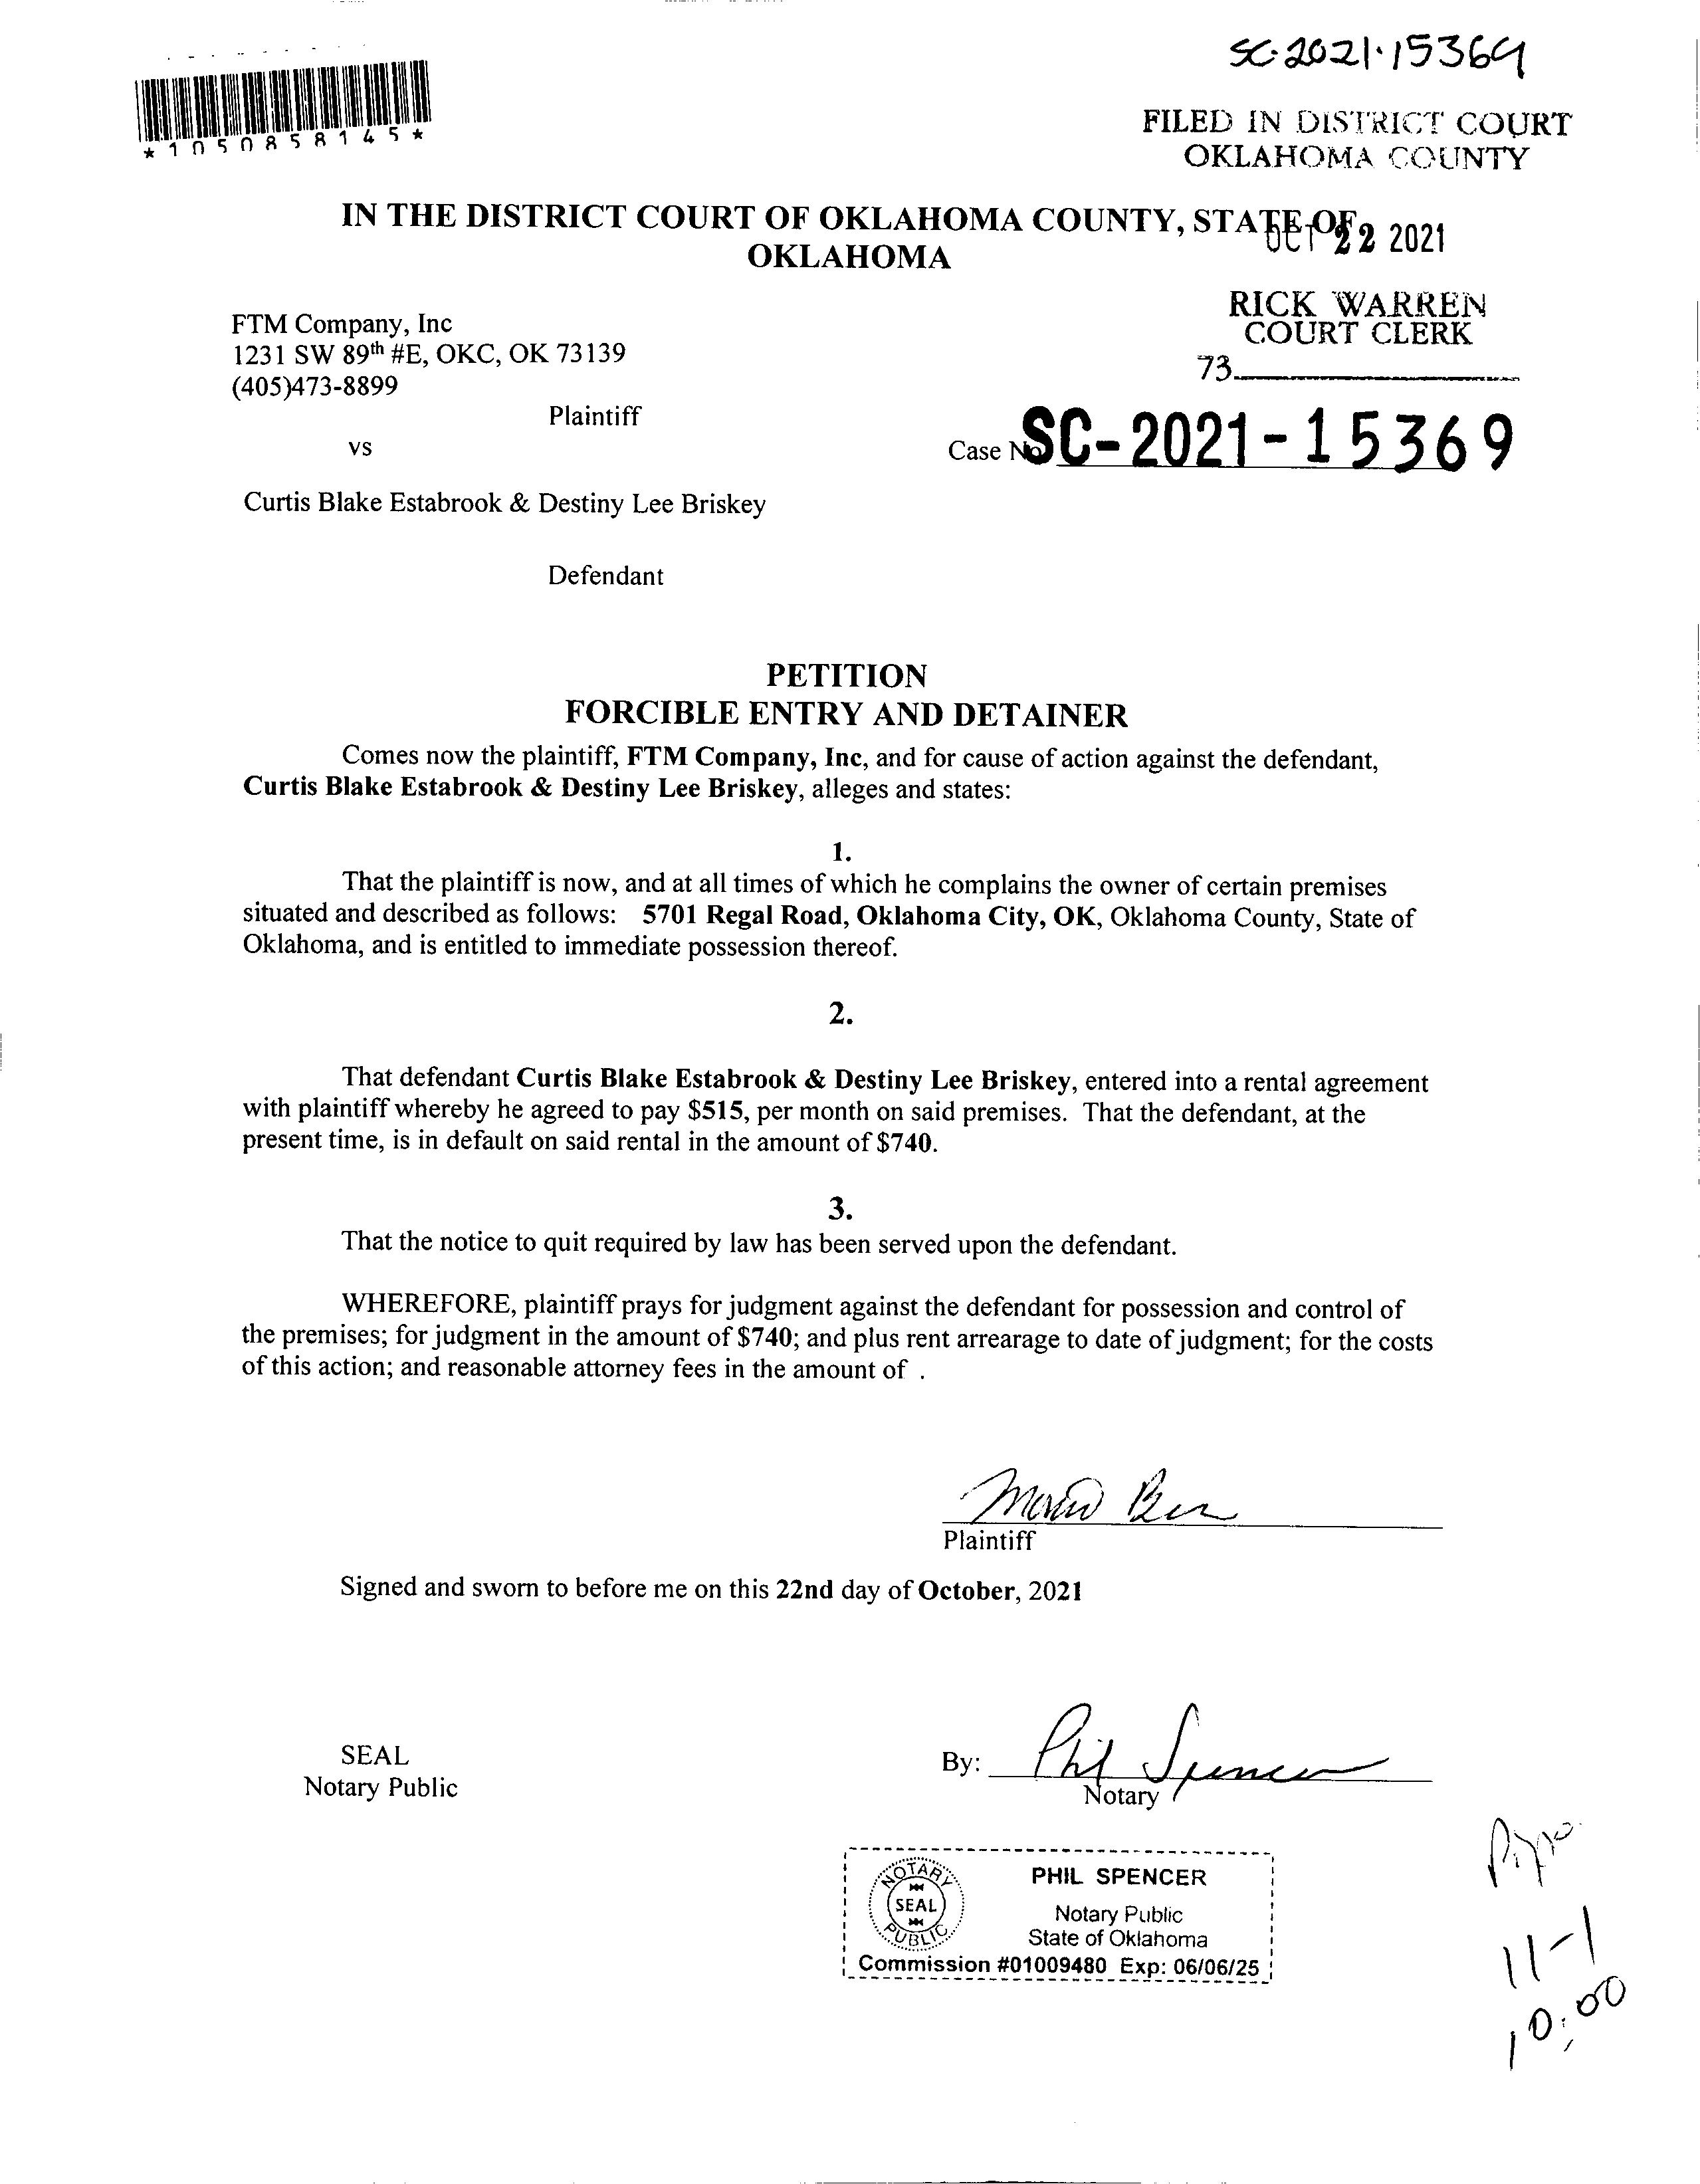 SC-2021-15369
*1050858145*
FILED IN DISTRICT COURT
OKLAHOMA COUNTY
IN THE DISTRICT COURT OF OKLAHOMA COUNTY, STATE OF
OKLAHOMA
OCT 22 2021
FTM Company, Inc
1231 SW 89th #E, OKC, OK 73139
(405)473-8899
RICK WARREN
COURT CLERK
73
Plaintiff
vs
Case No SC-2021-15369
Curtis Blake Estabrook & Destiny Lee Briskey
Defendant
PETITION
FORCIBLE ENTRY AND DETAINER
Comes now the plaintiff, FTM Company, Inc, and for cause of action against the defendant,
Curtis Blake Estabrook & Destiny Lee Briskey, alleges and states:
1.
That the plaintiff is now, and at all times of which he complains the owner of certain premises
situated and described as follows: 5701 Regal Road, Oklahoma City, OK, Oklahoma County, State of
Oklahoma, and is entitled to immediate possession thereof.
2.
That defendant Curtis Blake Estabrook & Destiny Lee Briskey, entered into a rental agreement
with plaintiff whereby he agreed to pay $515, per month on said premises. That the defendant, at the
present time, is in default on said rental in the amount of $740.
3.
That the notice to quit required by law has been served upon the defendant.
WHEREFORE, plaintiff prays for judgment against the defendant for possession and control of
the premises; for judgment in the amount of $740; and plus rent arrearage to date of judgment; for the costs
of this action; and reasonable attorney fees in the amount of .
Plaintiff
Signed and sworn to before me on this 22nd day of October, 2021
SEAL
Notary Public
By: Phil Spencer
Notary
NOTARY
SEAL
PUBLIC
PHIL SPENCER
Notary Public
State of Oklahoma
Commission #01009480 Exp: 06/06/25
11-1
10:00